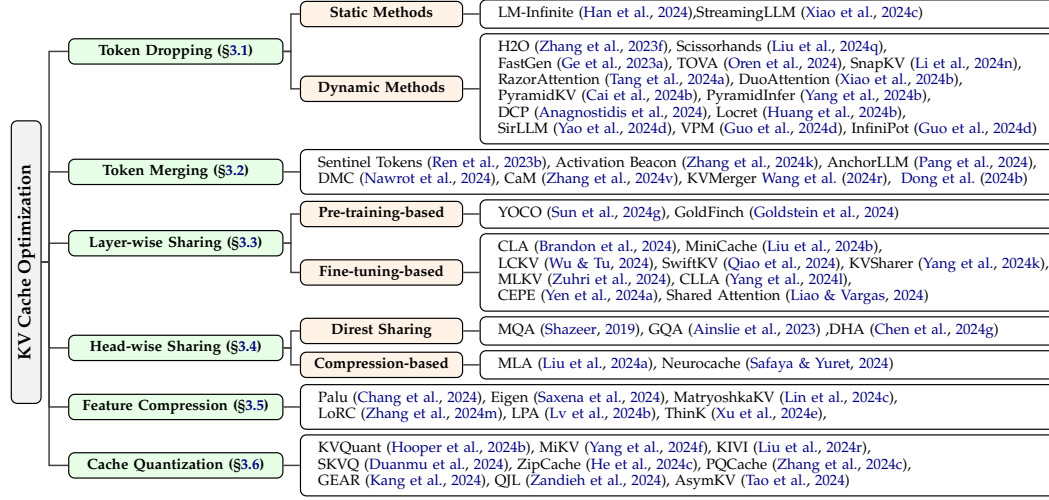 KV Cache Optimization
Token Dropping (§3.1)
Static Methods
LM-Infinite (Han et al., 2024),StreamingLLM (Xiao et al., 2024c)
Dynamic Methods
H2O (Zhang et al., 2023f), Scissorhands (Liu et al., 2024q),
FastGen (Ge et al., 2023a), TOVA (Oren et al., 2024), SnapKV (Li et al., 2024n),
RazorAttention (Tang et al., 2024a), DuoAttention (Xiao et al., 2024b),
PyramidKV (Cai et al., 2024b), PyramidInfer (Yang et al., 2024b),
DCP (Anagnostidis et al., 2024), Locret (Huang et al., 2024b),
SirLLM (Yao et al., 2024d), VPM (Guo et al., 2024d), InfiniPot (Guo et al., 2024d)
Token Merging (§3.2)
Sentinel Tokens (Ren et al., 2023b), Activation Beacon (Zhang et al., 2024k), AnchorLLM (Pang et al., 2024),
DMC (Nawrot et al., 2024), CaM (Zhang et al., 2024v), KVMerger Wang et al. (2024r), Dong et al. (2024b)
Layer-wise Sharing (§3.3)
Pre-training-based
YOCO (Sun et al., 2024g), GoldFinch (Goldstein et al., 2024)
Fine-tuning-based
CLA (Brandon et al., 2024), MiniCache (Liu et al., 2024b),
LCKV (Wu & Tu, 2024), SwiftKV (Qiao et al., 2024), KVSharer (Yang et al., 2024k),
MLKV (Zuhri et al., 2024), CLLA (Yang et al., 2024l),
CEPE (Yen et al., 2024a), Shared Attention (Liao & Vargas, 2024)
Head-wise Sharing (§3.4)
Direst Sharing
MQA (Shazeer, 2019), GQA (Ainslie et al., 2023) ,DHA (Chen et al., 2024g)
Compression-based
MLA (Liu et al., 2024a), Neurocache (Safaya & Yuret, 2024)
Feature Compression (§3.5)
Palu (Chang et al., 2024), Eigen (Saxena et al., 2024), MatryoshkaKV (Lin et al., 2024c),
LoRC (Zhang et al., 2024m), LPA (Lv et al., 2024b), ThinK (Xu et al., 2024e),
Cache Quantization (§3.6)
KVQuant (Hooper et al., 2024b), MiKV (Yang et al., 2024f), KIVI (Liu et al., 2024r),
SKVQ (Duanmu et al., 2024), ZipCache (He et al., 2024c), PQCache (Zhang et al., 2024c),
GEAR (Kang et al., 2024), QJL (Zandieh et al., 2024), AsymKV (Tao et al., 2024)